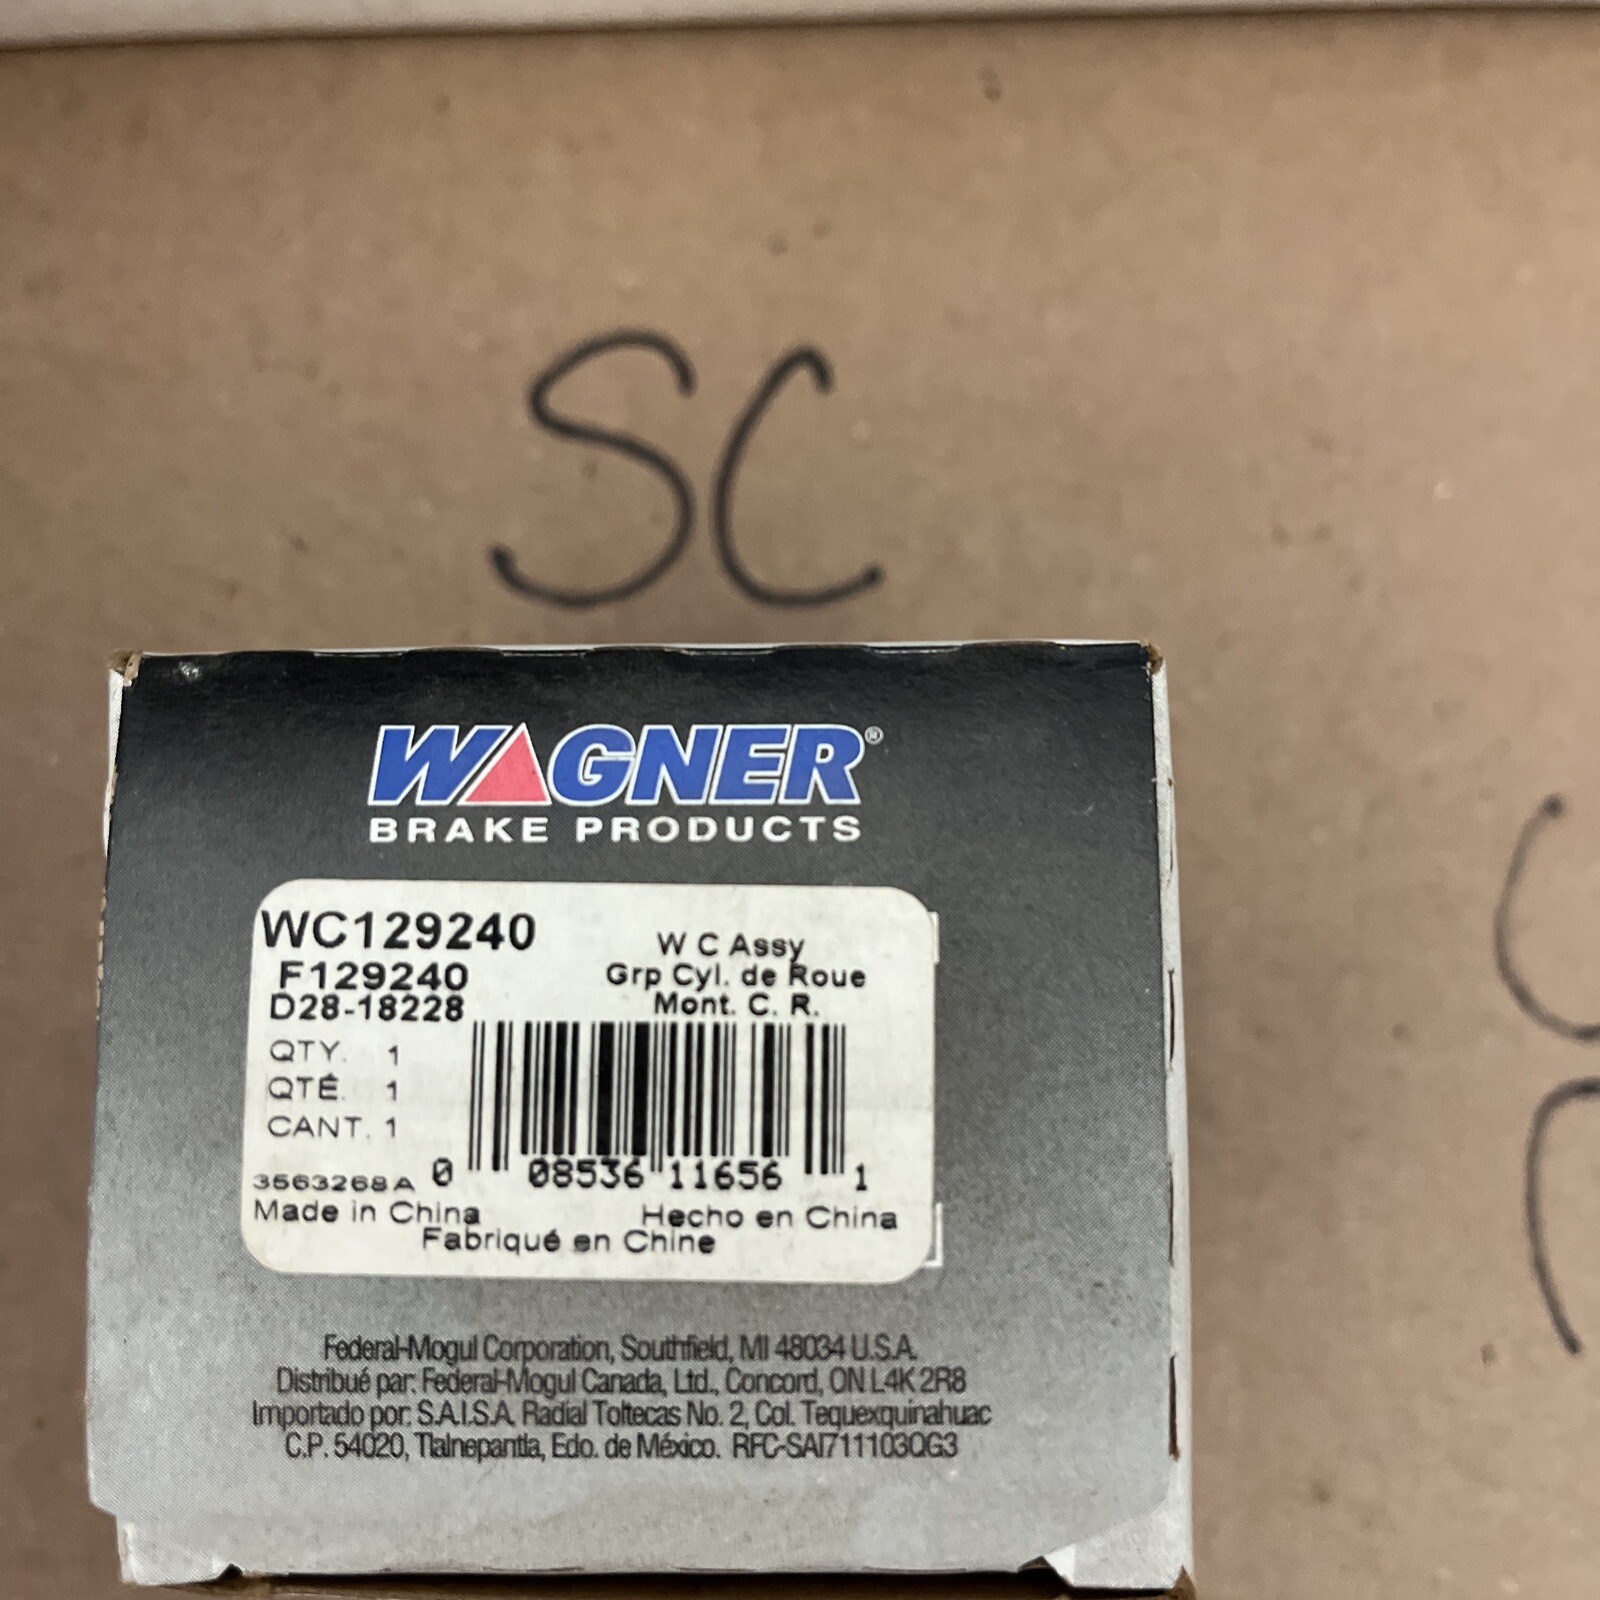 SC
WAGNER®
BRAKE PRODUCTS
WC129240
F129240
D28-18228
W C Assy
Grp Cyl. de Roue
Mont. C. R.
QTY. 1
QTÉ. 1
CANT. 1
3563268A
0 08536 11656 1
Made in China
Hecho en China
Fabriqué en Chine
Federal-Mogul Corporation, Southfield, MI 48034 U.S.A.
Distribué par: Federal-Mogul Canada, Ltd., Concord, ON L4K 2R8
Importado por: S.A.I.S.A. Radial Toltecas No. 2, Col. Tequexquinahuac
C.P. 54020, Tlalnepantla, Edo. de México. RFC-SAI711103QG3